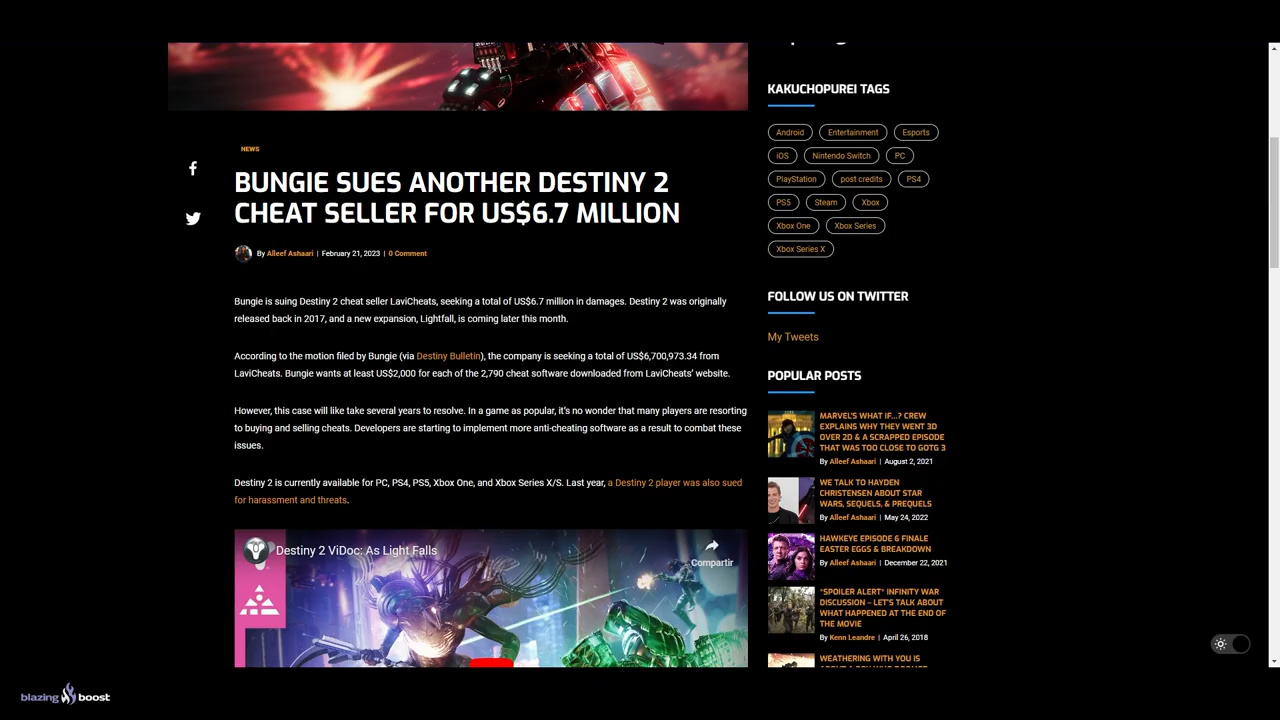 NEWS
BUNGIE SUES ANOTHER DESTINY 2
CHEAT SELLER FOR US$6.7 MILLION
By Alleef Ashaari | February 21, 2023 | 0 Comment
Bungie is suing Destiny 2 cheat seller LaviCheats, seeking a total of US$6.7 million in damages. Destiny 2 was originally
released back in 2017, and a new expansion, Lightfall, is coming later this month.
According to the motion filed by Bungie (via Destiny Bulletin), the company is seeking a total of US$6,700,973.34 from
LaviCheats. Bungie wants at least US$2,000 for each of the 2,790 cheat software downloaded from LaviCheats’ website.
However, this case will like take several years to resolve. In a game as popular, it’s no wonder that many players are resorting
to buying and selling cheats. Developers are starting to implement more anti-cheating software as a result to combat these
issues.
Destiny 2 is currently available for PC, PS4, PS5, Xbox One, and Xbox Series X/S. Last year, a Destiny 2 player was also sued
for harassment and threats.
Destiny 2 ViDoc: As Light Falls
Compartir
KAKUCHOPUREI TAGS
Android Entertainment Esports
iOS Nintendo Switch PC
PlayStation post credits PS4
PS5 Steam Xbox
Xbox One Xbox Series
Xbox Series X
FOLLOW US ON TWITTER
My Tweets
POPULAR POSTS
MARVEL'S WHAT IF...? CREW
EXPLAINS WHY THEY WENT 3D
OVER 2D & A SCRAPPED EPISODE
THAT WAS TOO CLOSE TO GOTG 3
By Alleef Ashaari | August 2, 2021
WE TALK TO HAYDEN
CHRISTENSEN ABOUT STAR
WARS, SEQUELS, & PREQUELS
By Alleef Ashaari | May 24, 2022
HAWKEYE EPISODE 6 FINALE
EASTER EGGS & BREAKDOWN
By Alleef Ashaari | December 22, 2021
*SPOILER ALERT* INFINITY WAR
DISCUSSION – LET'S TALK ABOUT
WHAT HAPPENED AT THE END OF
THE MOVIE
By Kenn Leandre | April 26, 2018
WEATHERING WITH YOU IS
blazing boost